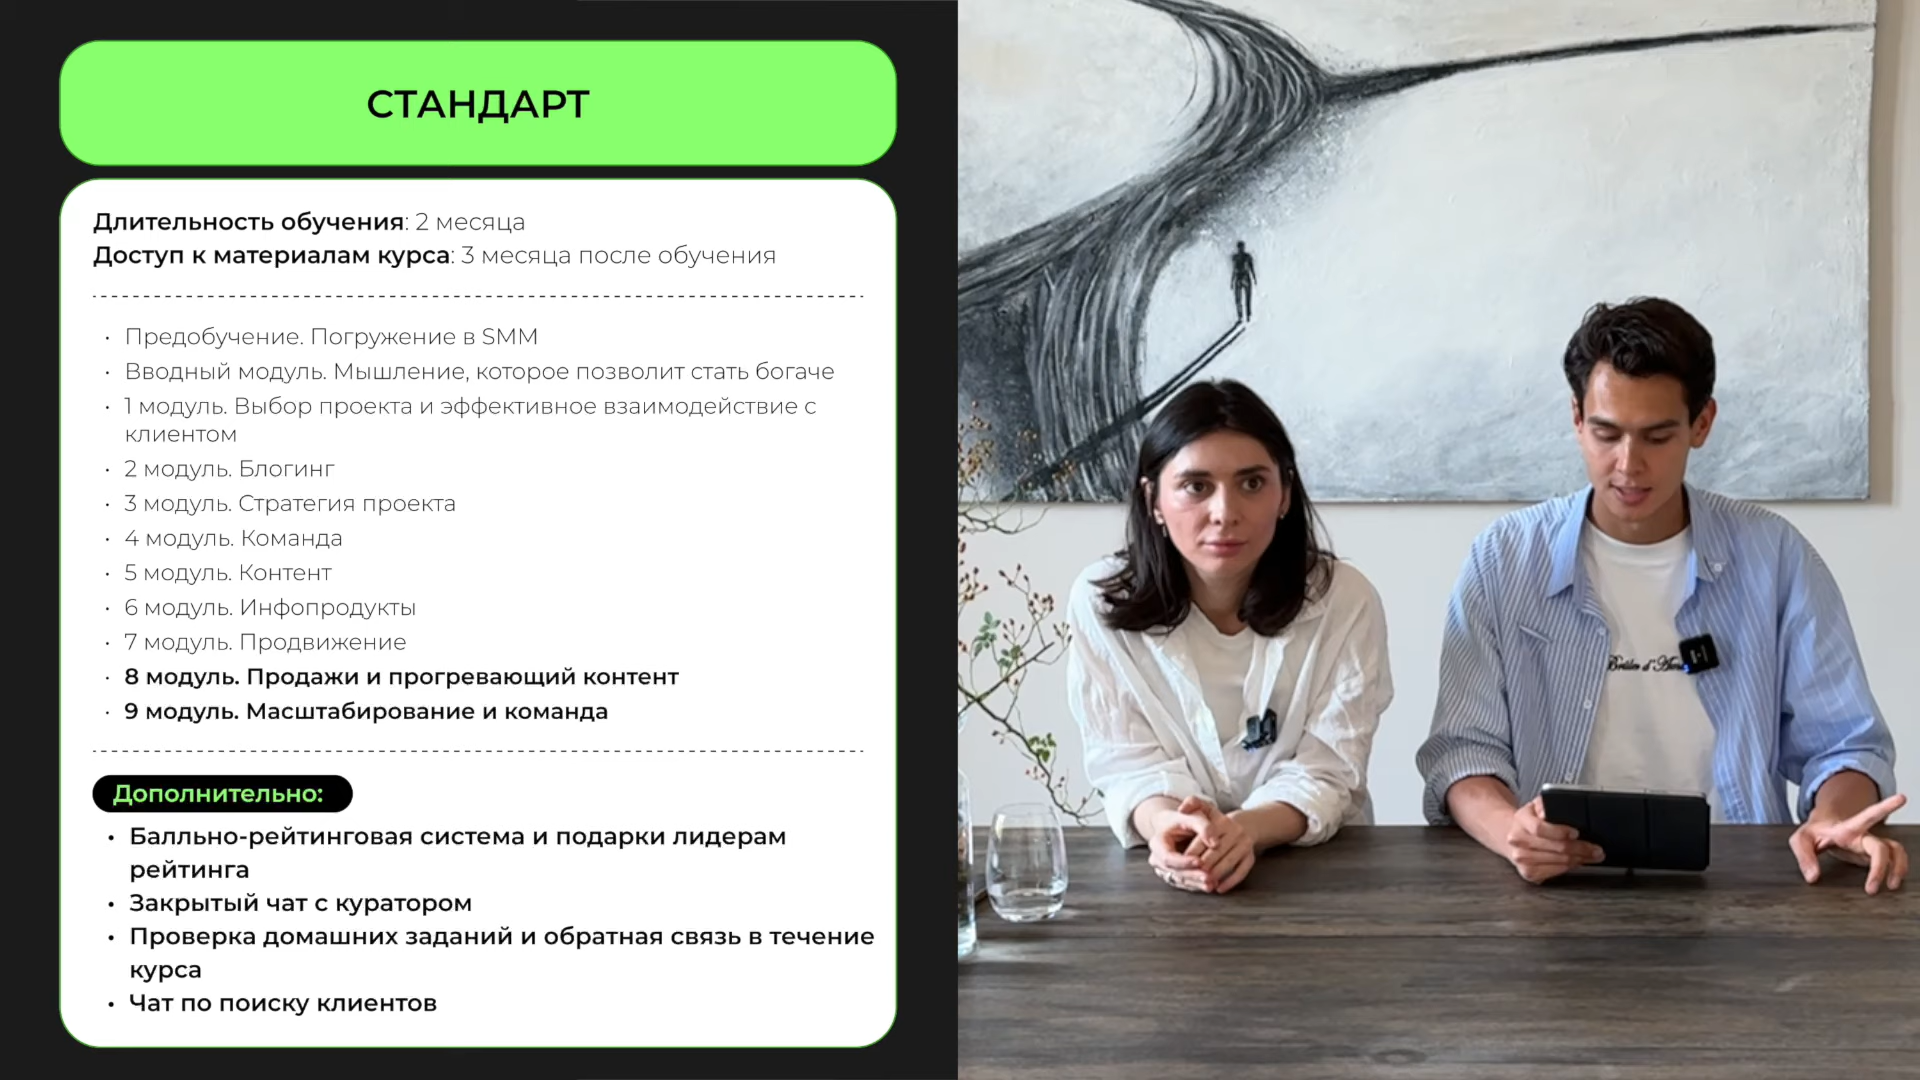 СТАНДАРТ
Длительность обучения: 2 месяца
Доступ к материалам курса: 3 месяца после обучения
• Предобучение. Погружение в SMM
• Вводный модуль. Мышление, которое позволит стать богаче
• 1 модуль. Выбор проекта и эффективное взаимодействие с
клиентом
• 2 модуль. Блогинг
• 3 модуль. Стратегия проекта
• 4 модуль. Команда
• 5 модуль. Контент
• 6 модуль. Инфопродукты
• 7 модуль. Продвижение
• 8 модуль. Продажи и прогревающий контент
• 9 модуль. Масштабирование и команда
Дополнительно:
• Балльно-рейтинговая система и подарки лидерам
рейтинга
• Закрытый чат с куратором
• Проверка домашних заданий и обратная связь в течение
курса
• Чат по поиску клиентов